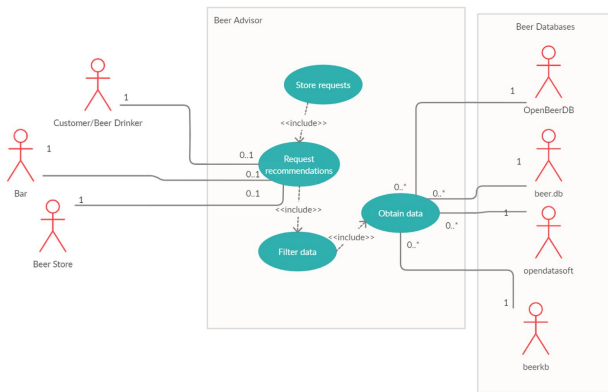 Beer Advisor
Beer Databases
Store requests
1
OpenBeerDB
1
Customer/Beer Drinker
<<include>>
0..1
Request
recommendations
1
Bar
0..1
0..1
1
Beer Store
<<include>>
Filter data
<<include>>
Obtain data
0..*
0..*
0..*
0..*
1
beer.db
1
opendatasoft
1
beerkb